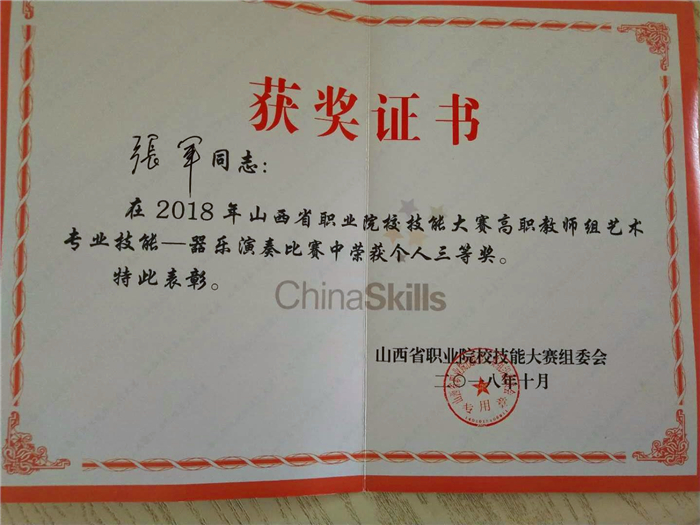 获奖证书
張军同志：
在2018年山西省职业院校技能大赛高职教师组艺术
专业技能—器乐演奏比赛中荣获个人三等奖。
特此表彰。
ChinaSkills
山西省职业院校技能大赛组委会
二〇一八年十月
专用章